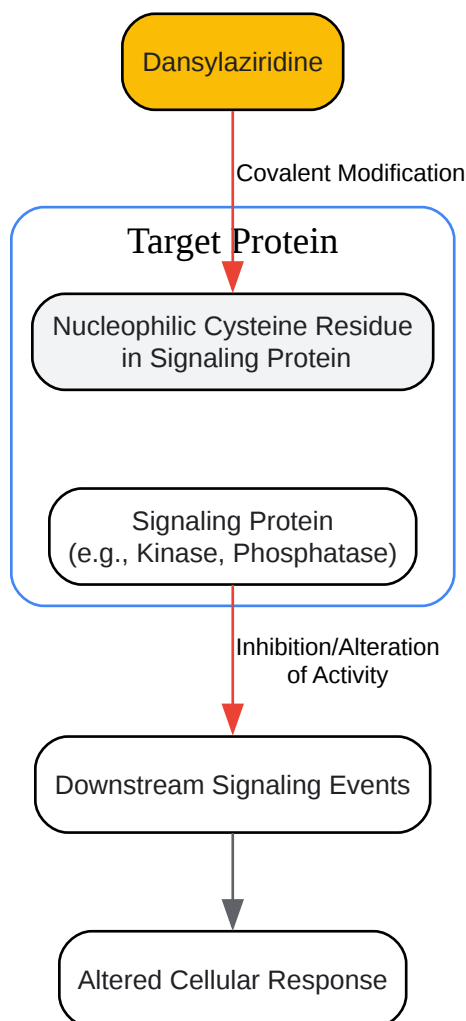 Dansylaziridine
Covalent Modification
Target Protein
Nucleophilic Cysteine Residue
in Signaling Protein
Signaling Protein
(e.g., Kinase, Phosphatase)
Inhibition/Alteration
of Activity
Downstream Signaling Events
Altered Cellular Response